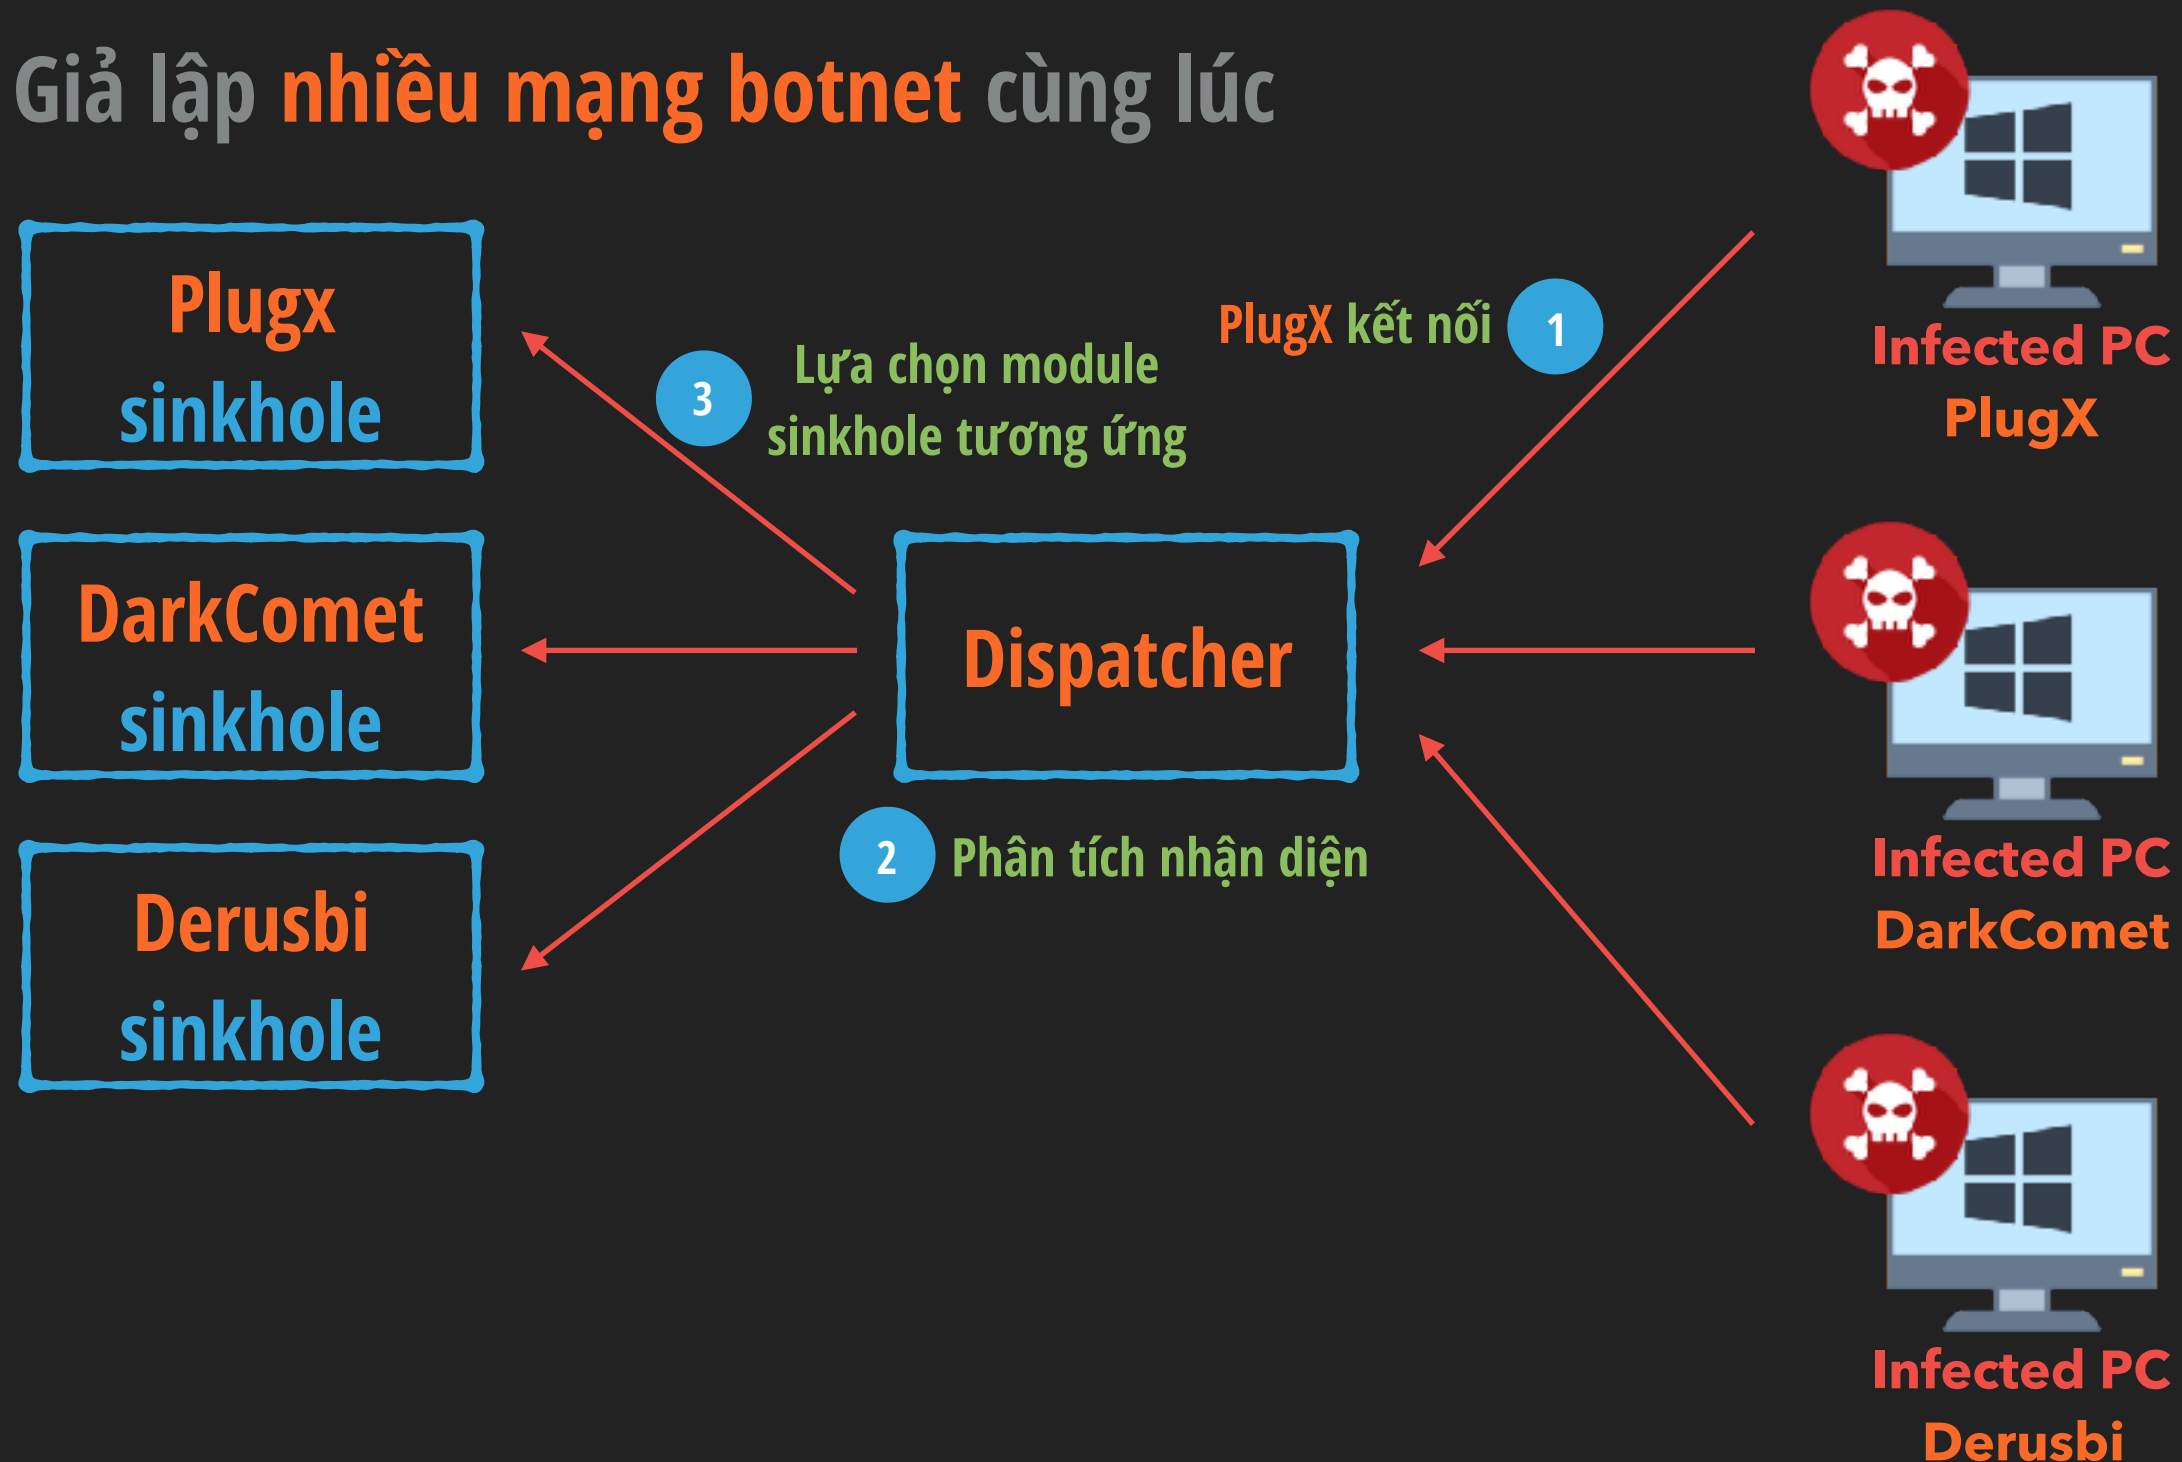 Giả lập nhiều mạng botnet cùng lúc
Plugx
sinkhole
DarkComet
sinkhole
Derusbi
sinkhole
3
Lựa chọn module
sinkhole tương ứng
PlugX kết nối
1
Dispatcher
2
Phân tích nhận diện
Infected PC
PlugX
Infected PC
DarkComet
Infected PC
Derusbi